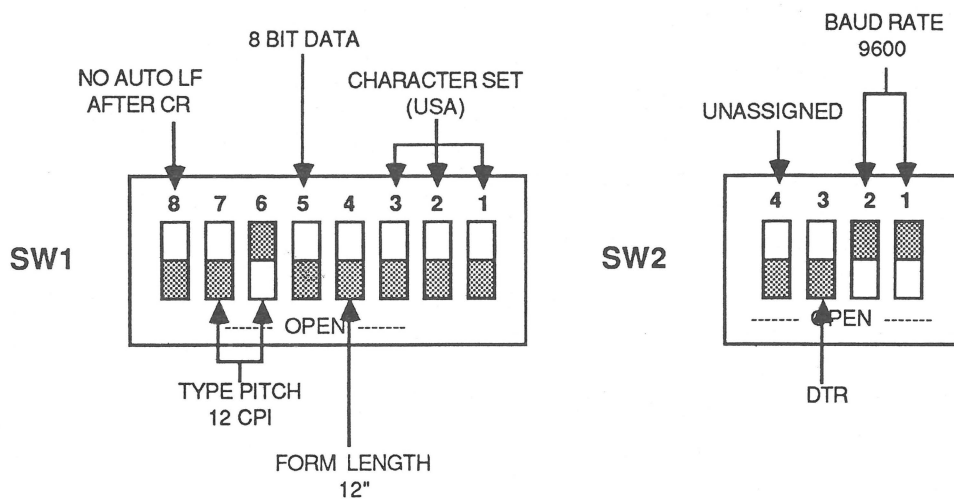 8 BIT DATA
NO AUTO LF
AFTER CR
CHARACTER SET
(USA)
8 7 6 5 4 3 2 1
SW1
------ OPEN ------
TYPE PITCH
12 CPI
FORM LENGTH
12"
BAUD RATE
9600
UNASSIGNED
4 3 2 1
SW2
------ OPEN ------
DTR